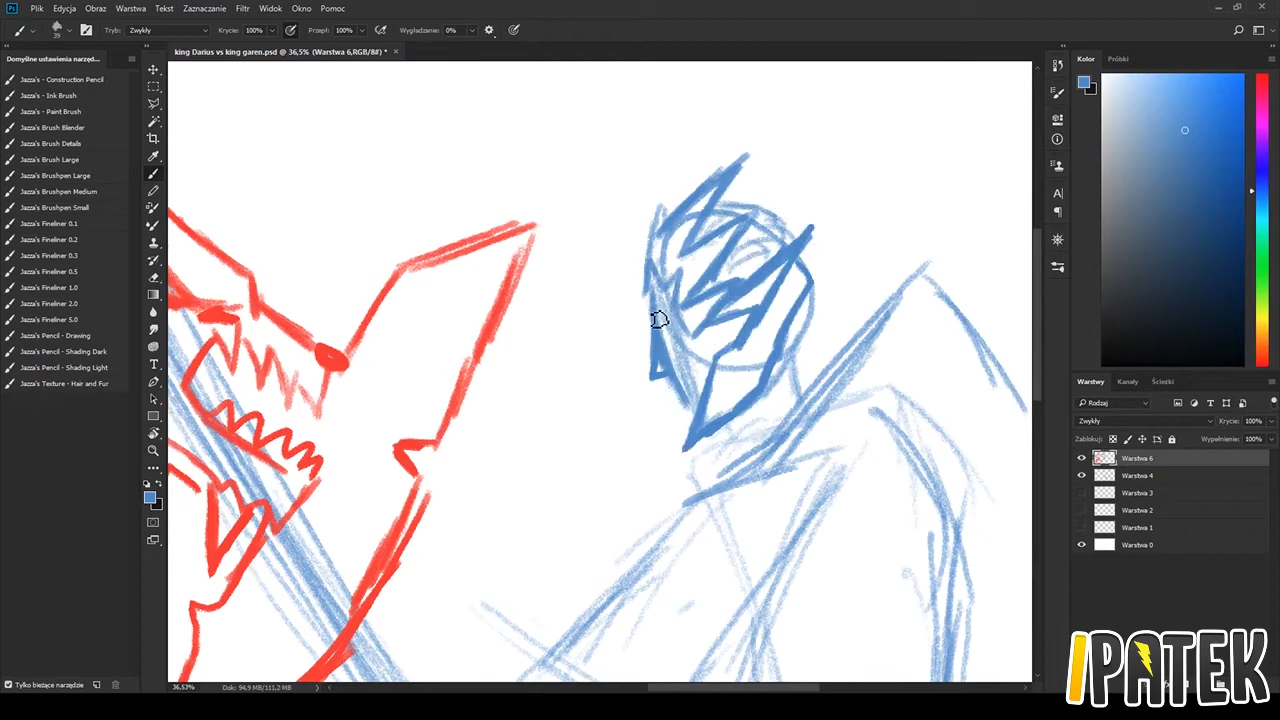 Ps Plik Edycja Obraz Warstwa Tekst Zaznaczanie Filtr Widok Okno Pomoc
39 Tryb: Zwykły Krycie: 100% Przepł: 100% Wygładzanie: 0%
king Darius vs king garen.psd @ 36,5% (Warstwa 6,RGB/8#) *
Domyślne ustawienia narzęd...
Jazza's - Construction Pencil
Jazza's - Ink Brush
Jazza's - Paint Brush
Jazza's Brush Blender
Jazza's Brush Details
Jazza's Brush Large
Jazza's Brushpen Large
Jazza's Brushpen Medium
Jazza's Brushpen Small
Jazza's Fineliner 0.1
Jazza's Fineliner 0.2
Jazza's Fineliner 0.3
Jazza's Fineliner 0.5
Jazza's Fineliner 1.0
Jazza's Fineliner 2.0
Jazza's Fineliner 5.0
Jazza's Pencil - Drawing
Jazza's Pencil - Shading Dark
Jazza's Pencil - Shading Light
Jazza's Texture - Hair and Fur
Tylko bieżące narzędzie
Kolor Próbki
Warstwy Kanały Ścieżki
Rodzaj
Zwykły Krycie: 100%
Zablokuj: Wypełnienie: 100%
Warstwa 6
Warstwa 4
Warstwa 3
Warstwa 2
Warstwa 1
Warstwa 0
36,53% Dok: 94,9 MB/111,2 MB
IPATEK